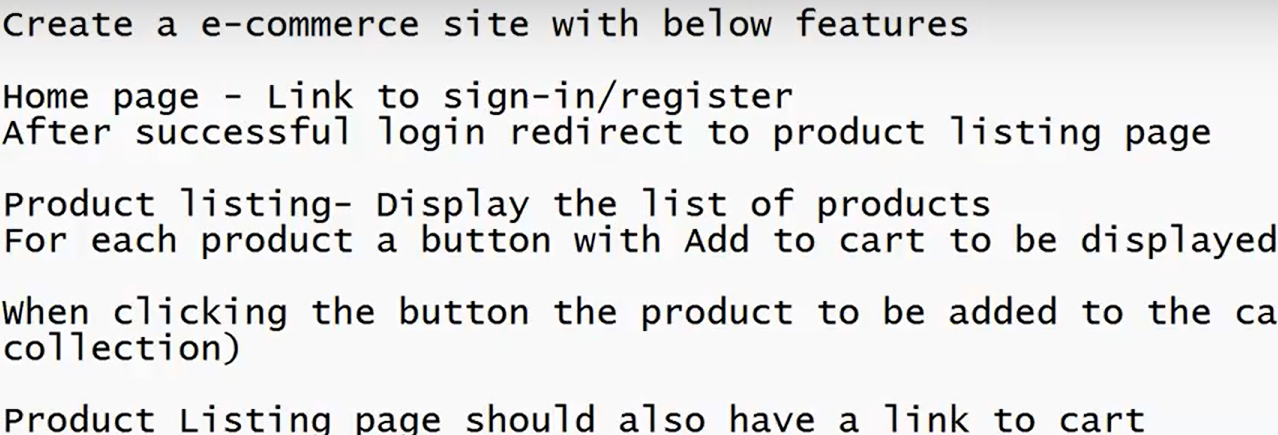 Create a e-commerce site with below features
Home page - Link to sign-in/register
After successful login redirect to product listing page
Product listing- Display the list of products
For each product a button with Add to cart to be displayed
When clicking the button the product to be added to the
collection)
Product Listing page should also have a link to cart